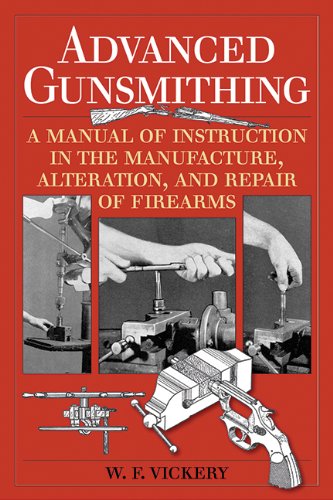 ADVANCED
GUNSMITHING
A MANUAL OF INSTRUCTION
IN THE MANUFACTURE,
ALTERATION, AND REPAIR
OF FIREARMS
W. F. VICKERY